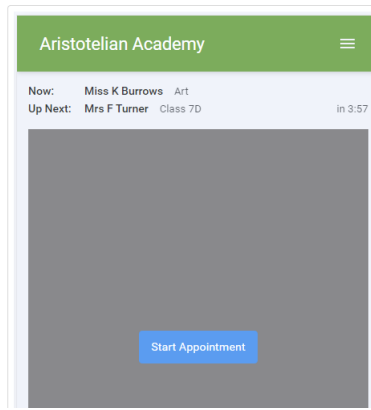 Aristotelian Academy
Now: Miss K Burrows Art
Up Next: Mrs F Turner Class 7D in 3:57
Start Appointment